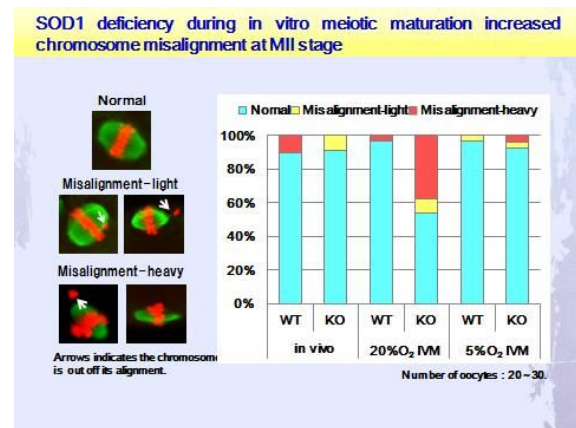 SOD1 deficiency during in vitro meiotic maturation increased
chromosome misalignment at MII stage
Normal
Misalignment-light
Misalignment-heavy
Arrows indicates the chromosome
is out off its alignment.
Normal Misalignment-light Misalignment-heavy
100%
80%
60%
40%
20%
0%
WT KO WT KO WT KO
in vivo 20%O₂ IVM 5%O₂ IVM
Number of oocytes : 20~30.